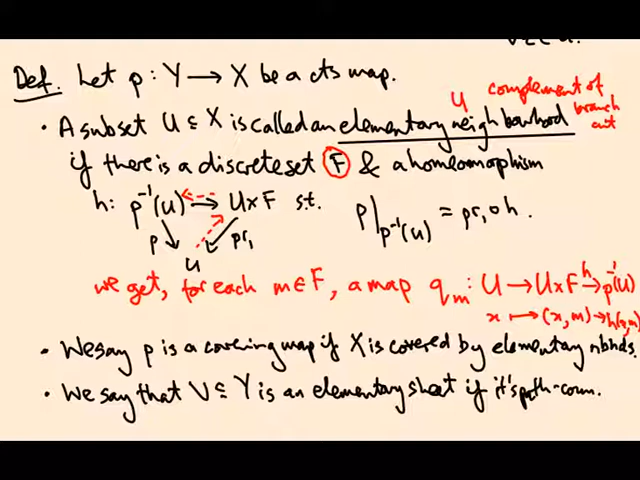 Def. Let p : Y → X be a cts map.
U complement of branch cut
• A subset U ⊆ X is called an elementary neighbourhood
if there is a discrete set F & a homeomorphism
h: p⁻¹(U) → U×F s.t. p|p⁻¹(U) = pr₁ ∘ h.
p pr₁
U
we get, for each m ∈ F, a map qₘ : U → U×F →h p⁻¹(U)
x ↦ (x, m) ↦ h(x,m)
• We say p is a covering map if X is covered by elementary nbhds.
• We say that V ⊆ Y is an elementary sheet if it's path-conn.